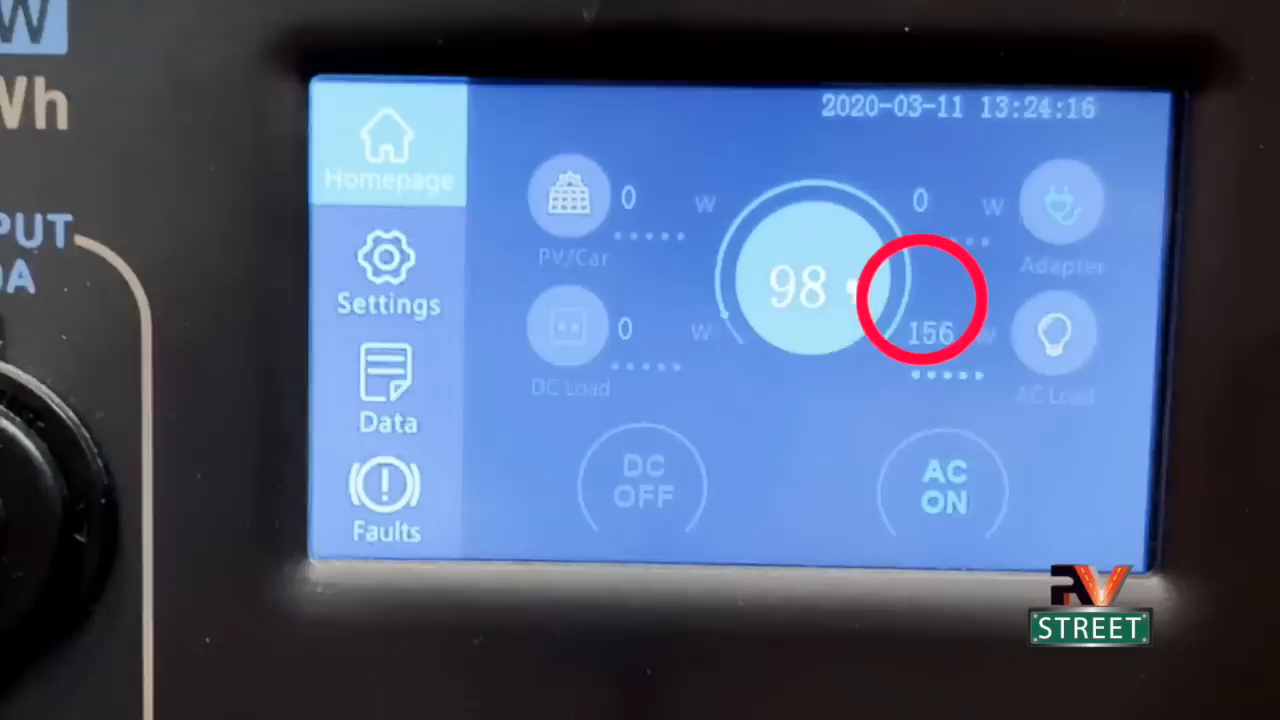 W
Wh
PUT
0A
2020-03-11 13:24:16
Homepage
Settings
Data
Faults
0 W
PV/Car
0 W
DC Load
98
0 W
Adapter
156 W
AC Load
DC
OFF
AC
ON
RV
STREET